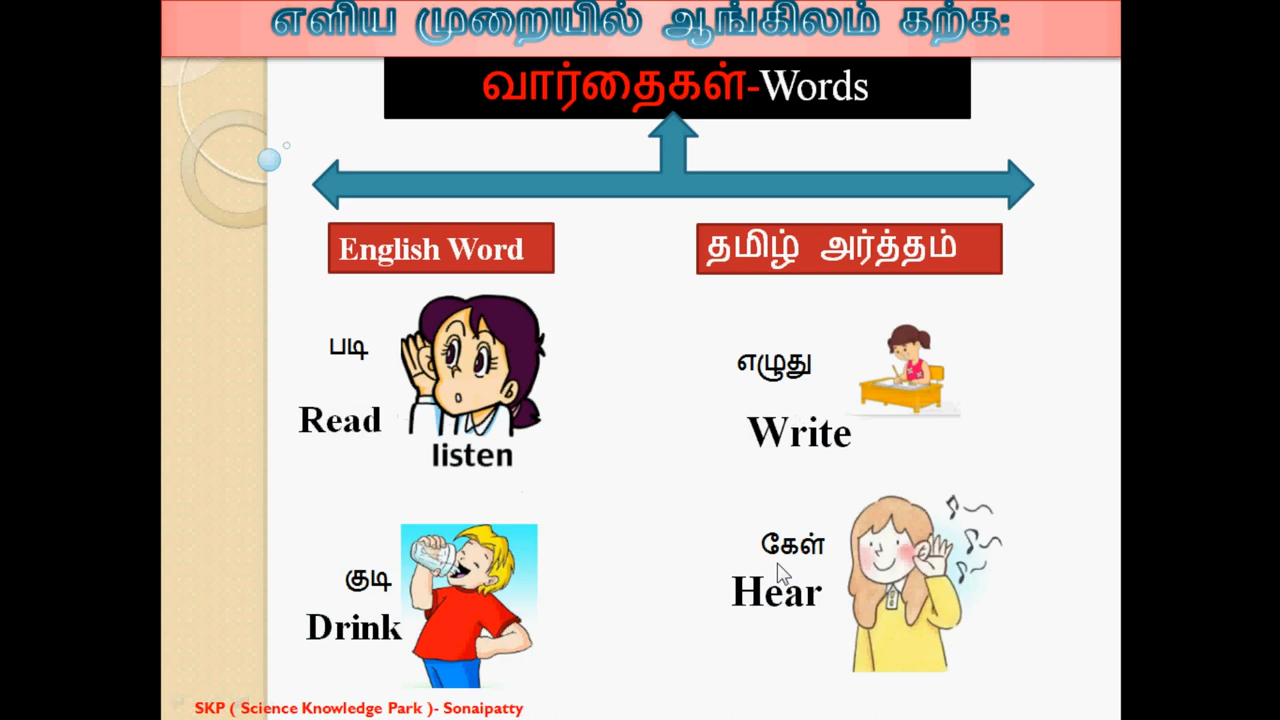 எளிய முறையில் ஆங்கிலம் கற்க:
வார்தைகள்-Words
English Word
தமிழ் அர்த்தம்
படி
Read
listen
எழுது
Write
குடி
Drink
கேள்
Hear
SKP ( Science Knowledge Park )- Sonaipatty